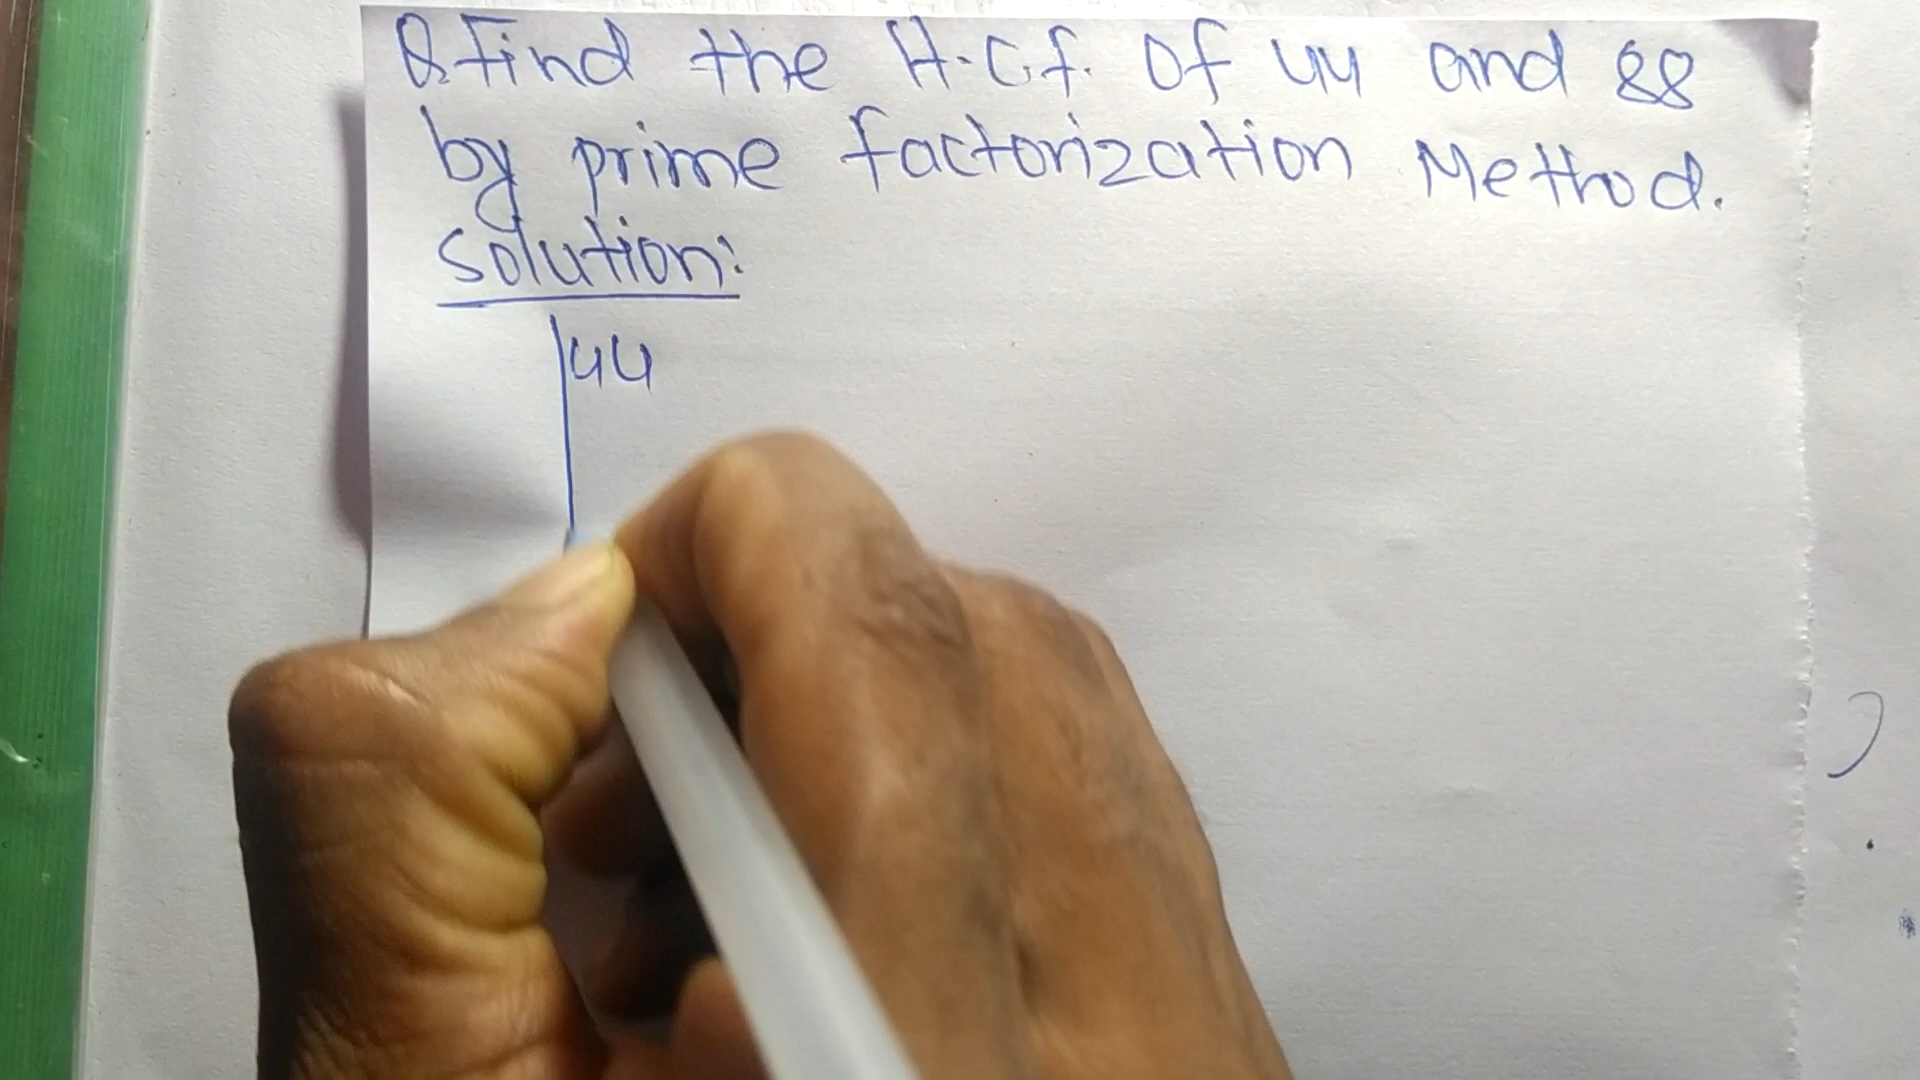 Q. Find the H.C.f. of 44 and 88
by prime factorization Method.
Solution:
44